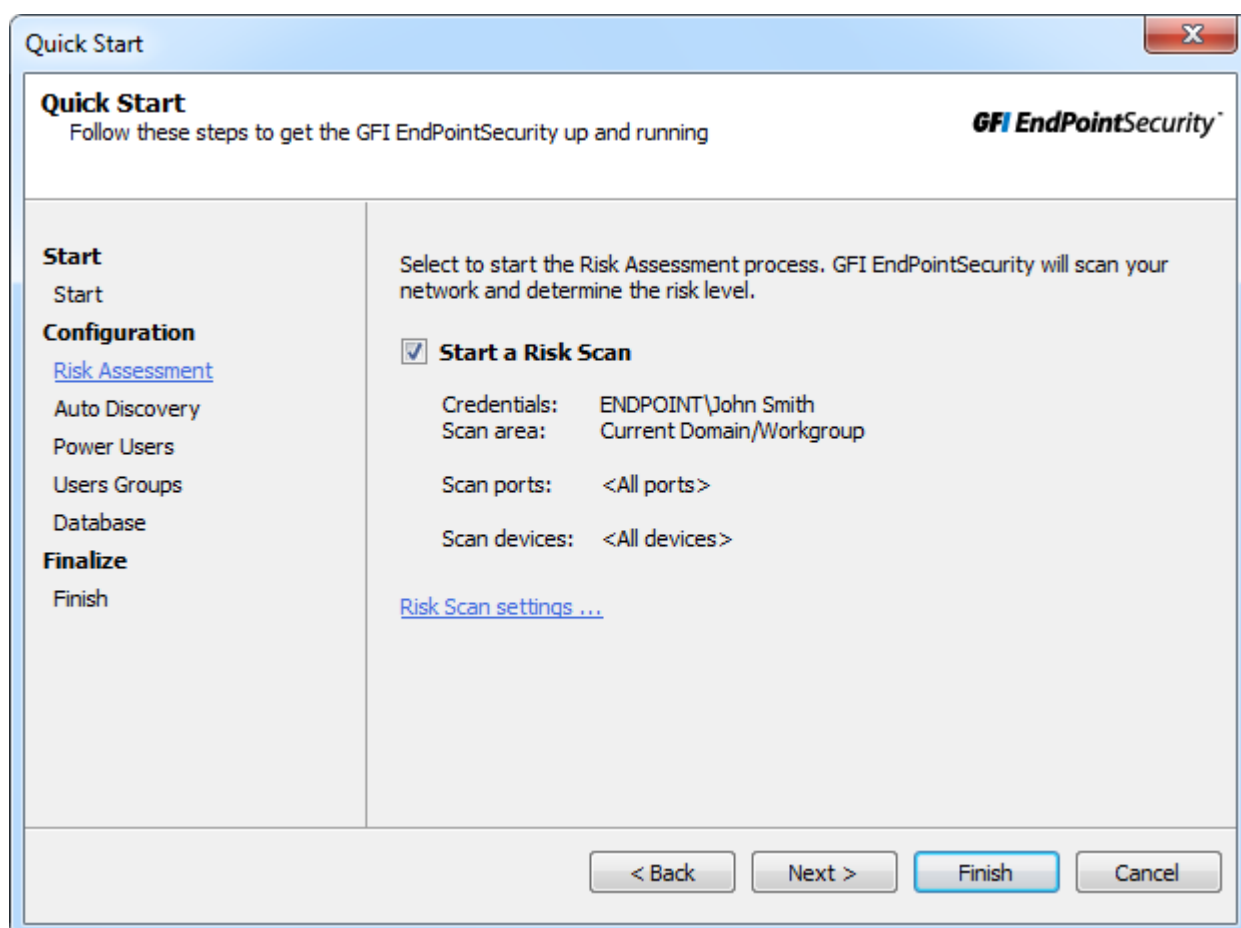 Quick Start
Quick Start
Follow these steps to get the GFI EndPointSecurity up and running
GFI EndPointSecurity™
Start
Start
Configuration
Risk Assessment
Auto Discovery
Power Users
Users Groups
Database
Finalize
Finish
Select to start the Risk Assessment process. GFI EndPointSecurity will scan your
network and determine the risk level.
Start a Risk Scan
Credentials: ENDPOINT\John Smith
Scan area: Current Domain/Workgroup
Scan ports: <All ports>
Scan devices: <All devices>
Risk Scan settings ...
< Back
Next >
Finish
Cancel